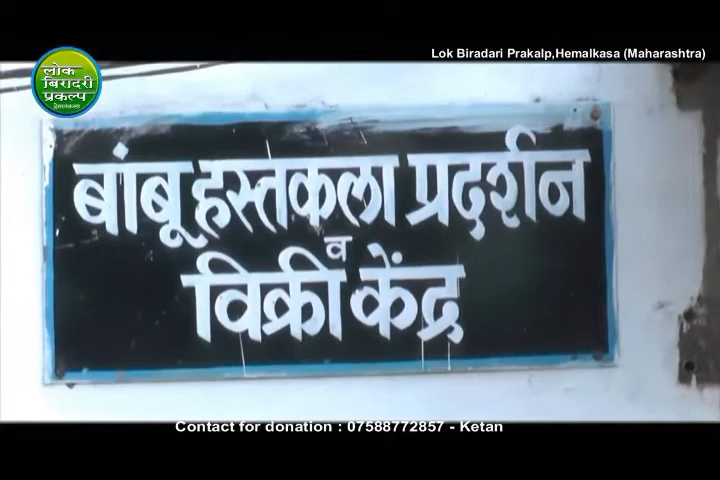 Lok Biradari Prakalp,Hemalkasa (Maharashtra)
लोक
बिरादरी
प्रकल्प
हेमलकसा
बांबू हस्तकला प्रदर्शन
व
विक्री केंद्र
Contact for donation : 07588772857 - Ketan